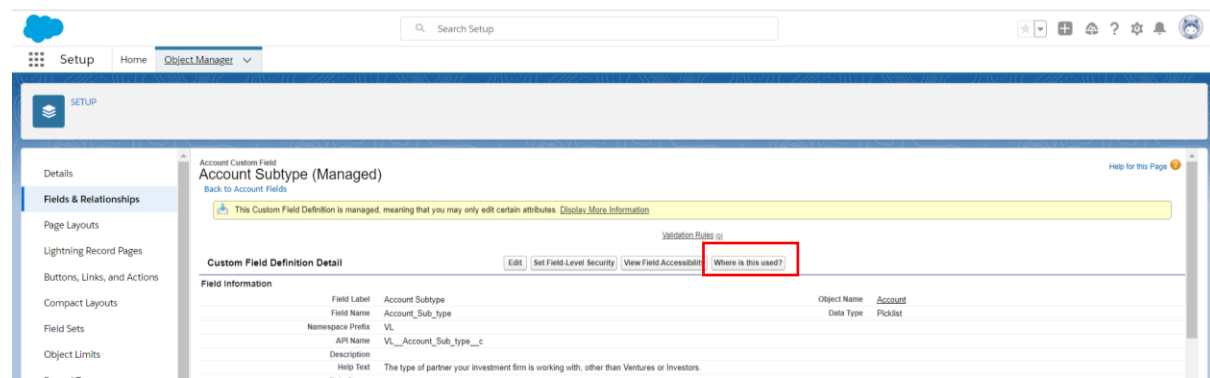 Search Setup
Setup Home Object Manager
SETUP
Details
Fields & Relationships
Page Layouts
Lightning Record Pages
Buttons, Links, and Actions
Compact Layouts
Field Sets
Object Limits
Account Custom Field
Account Subtype (Managed)
Back to Account Fields
Help for this Page
This Custom Field Definition is managed, meaning that you may only edit certain attributes. Display More Information
Validation Rules [0]
Custom Field Definition Detail Edit Set Field-Level Security View Field Accessibility Where is this used?
Field Information
Field Label Account Subtype Object Name Account
Field Name Account_Sub_type Data Type Picklist
Namespace Prefix VL
API Name VL__Account_Sub_type__c
Description
Help Text The type of partner your investment firm is working with, other than Ventures or Investors.